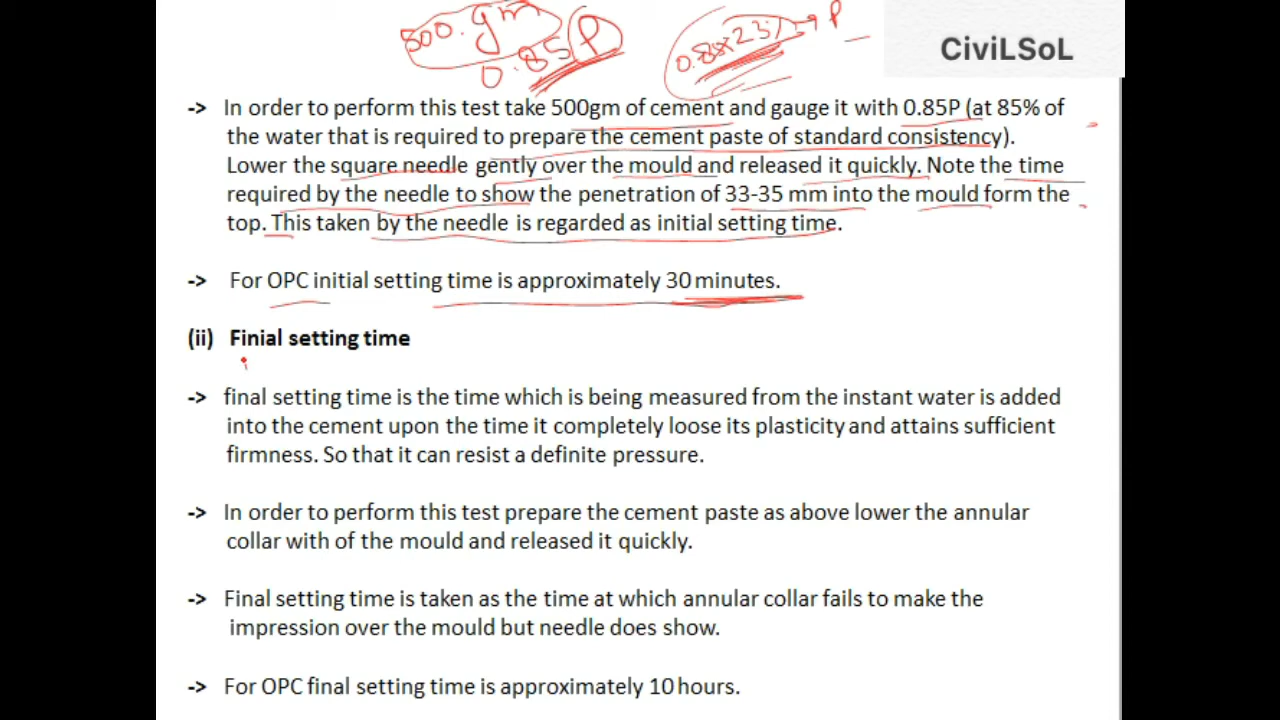 500.gm
0.85 P
0.85×23 → P
CiviLSoL
-> In order to perform this test take 500gm of cement and gauge it with 0.85P (at 85% of
the water that is required to prepare the cement paste of standard consistency).
Lower the square needle gently over the mould and released it quickly. Note the time
required by the needle to show the penetration of 33-35 mm into the mould form the
top. This taken by the needle is regarded as initial setting time.
-> For OPC initial setting time is approximately 30 minutes.
(ii) Finial setting time
-> final setting time is the time which is being measured from the instant water is added
into the cement upon the time it completely loose its plasticity and attains sufficient
firmness. So that it can resist a definite pressure.
-> In order to perform this test prepare the cement paste as above lower the annular
collar with of the mould and released it quickly.
-> Final setting time is taken as the time at which annular collar fails to make the
impression over the mould but needle does show.
-> For OPC final setting time is approximately 10 hours.